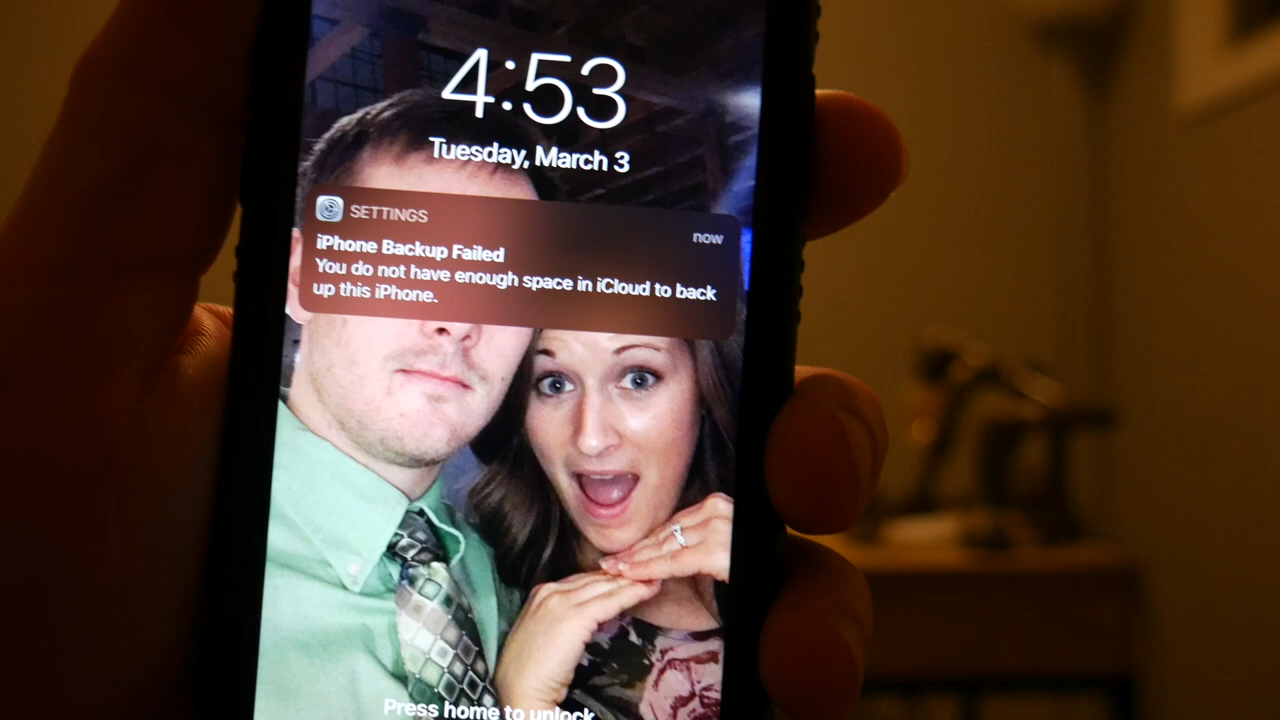 4:53
Tuesday, March 3
SETTINGS
now
iPhone Backup Failed
You do not have enough space in iCloud to back
up this iPhone.
Press home to unlock